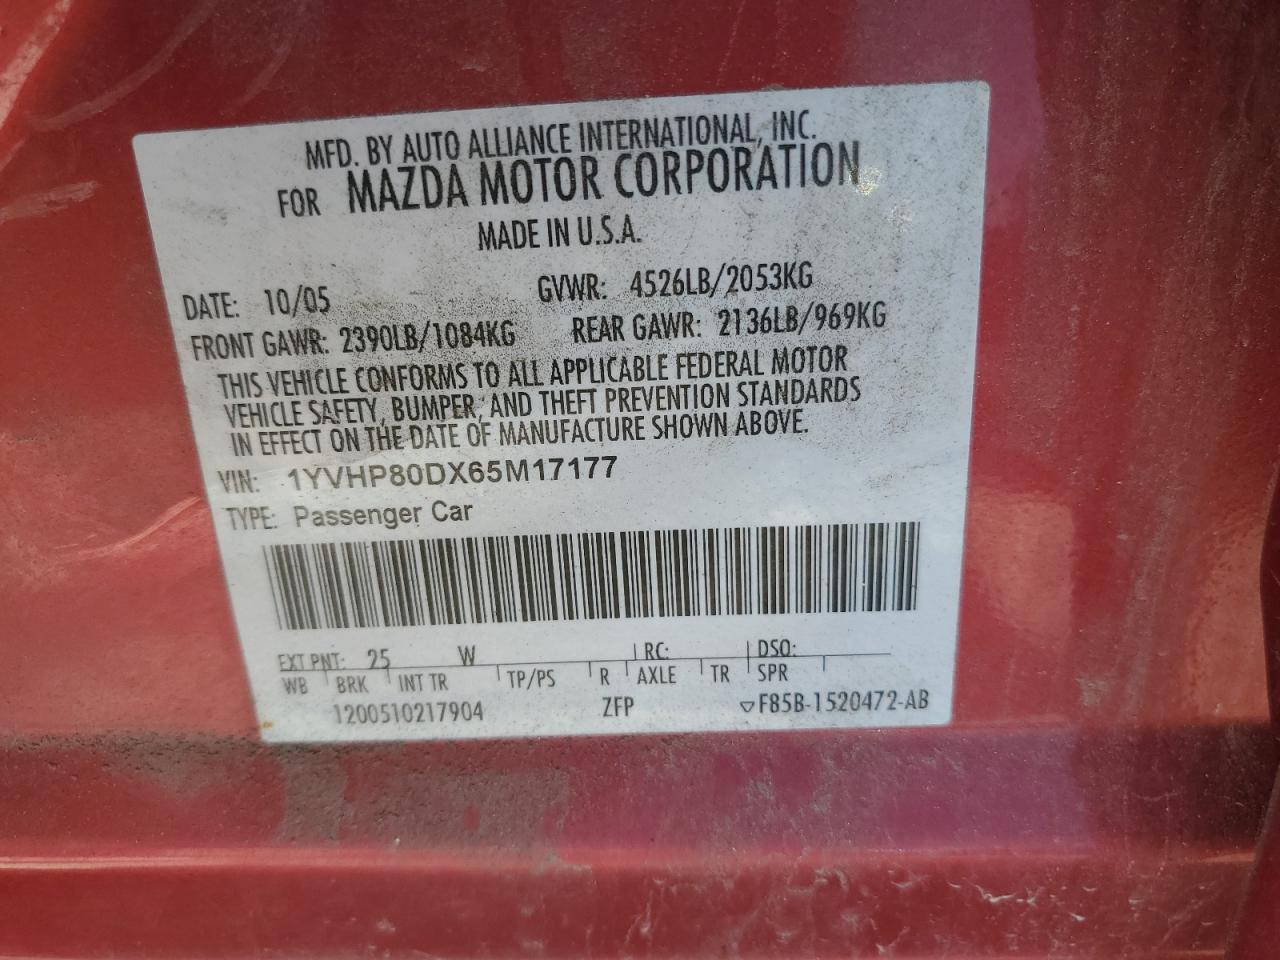 MFD. BY AUTO ALLIANCE INTERNATIONAL, INC.
FOR MAZDA MOTOR CORPORATION
MADE IN U.S.A.
DATE: 10/05 GVWR: 4526LB/2053KG
FRONT GAWR: 2390LB/1084KG REAR GAWR: 2136LB/969KG
THIS VEHICLE CONFORMS TO ALL APPLICABLE FEDERAL MOTOR
VEHICLE SAFETY, BUMPER, AND THEFT PREVENTION STANDARDS
IN EFFECT ON THE DATE OF MANUFACTURE SHOWN ABOVE.
VIN: 1YVHP80DX65M17177
TYPE: Passenger Car
EXT PNT: 25 W RC: DSO:
WB BRK INT TR TP/PS R AXLE TR SPR
1200510217904 ZFP ▽F85B-1520472-AB